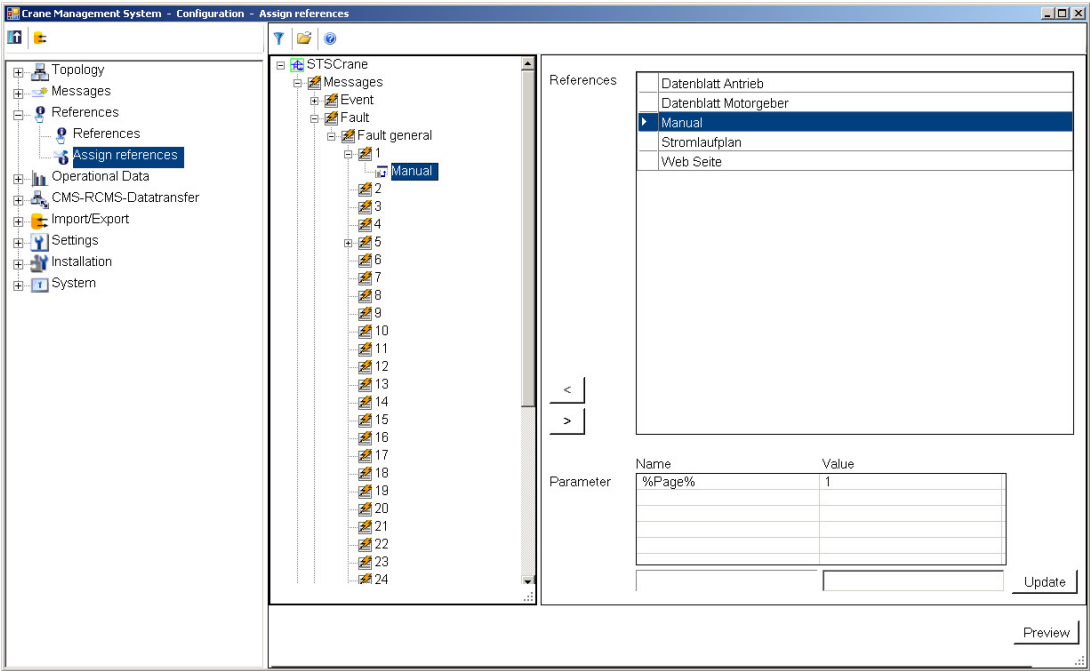 Crane Management System - Configuration - Assign references
Topology
Messages
References
References
Assign references
Operational Data
CMS-RCMS-Datatransfer
Import/Export
Settings
Installation
System
STSCrane
Messages
Event
Fault
Fault general
1
Manual
2
3
4
5
6
7
8
9
10
11
12
13
14
15
16
17
18
19
20
21
22
23
24
References
Datenblatt Antrieb
Datenblatt Motorgeber
Manual
Stromlaufplan
Web Seite
<
>
Name Value
Parameter %Page% 1
Update
Preview